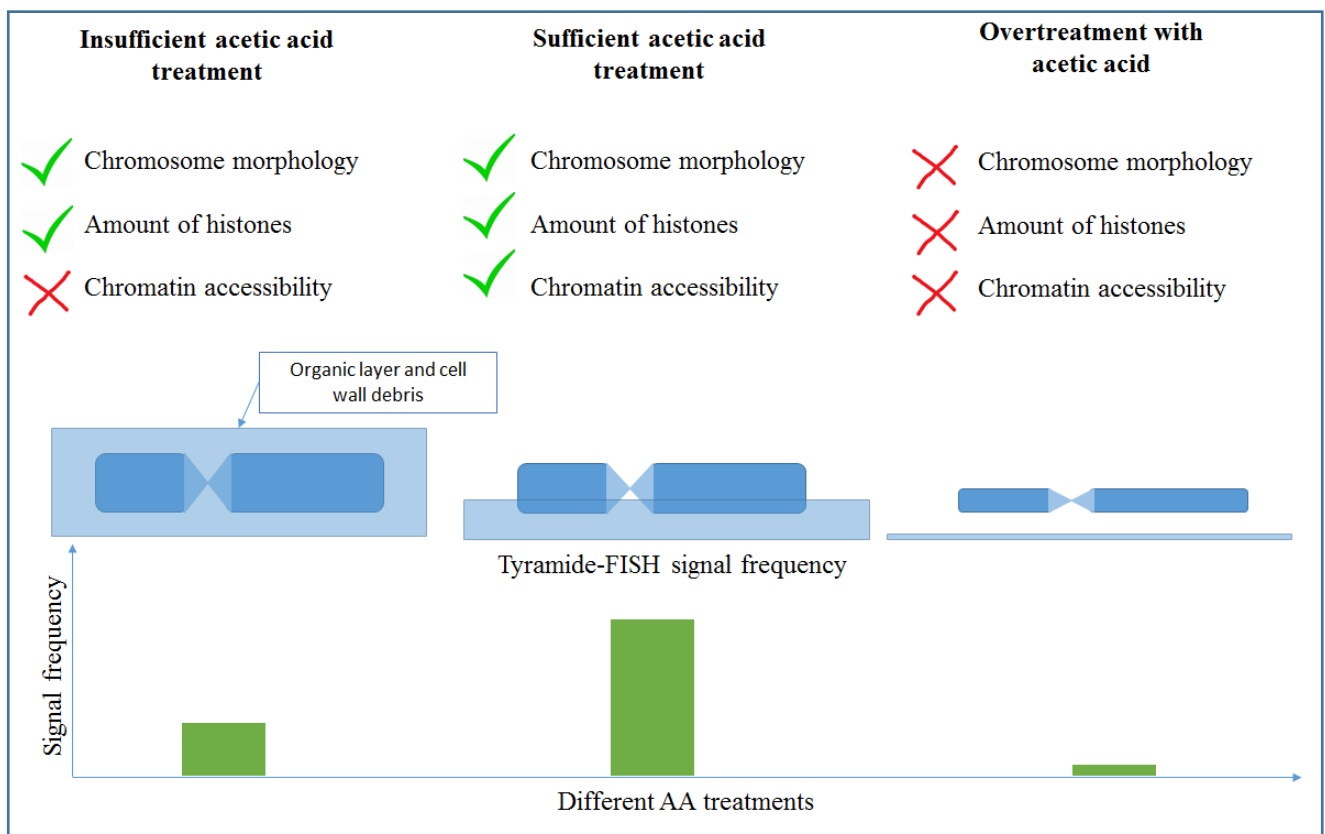 Insufficient acetic acid
treatment
Sufficient acetic acid
treatment
Overtreatment with
acetic acid
Chromosome morphology
Amount of histones
Chromatin accessibility
Chromosome morphology
Amount of histones
Chromatin accessibility
Chromosome morphology
Amount of histones
Chromatin accessibility
Organic layer and cell
wall debris
Tyramide-FISH signal frequency
Signal frequency
Different AA treatments